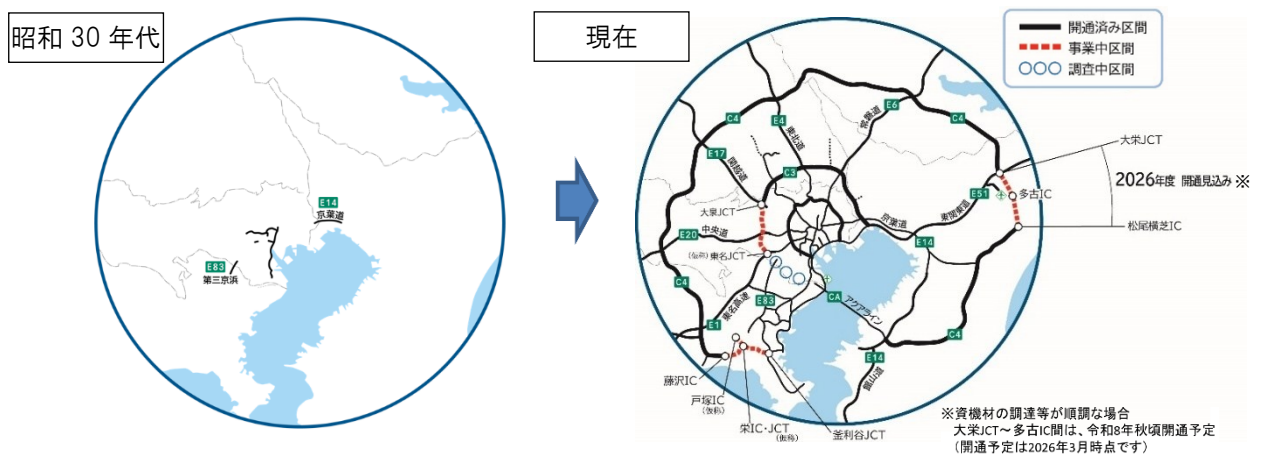 昭和 30 年代
E14
京葉道
E83
第三京浜
現在
開通済み区間
事業中区間
調査中区間
E6
常磐道
C4
E4
東北道
C4
E17
関越道
C3
大栄JCT
2026年度 開通見込み ※
E51
東関東道
多古IC
大泉JCT
京葉道
松尾横芝IC
E20
中央道
E14
(仮称)東名JCT
C4
CA
アクアライン
E83
東名高速
E1
C4
E14
館山道
藤沢IC
戸塚IC
(仮称)
栄IC・JCT
(仮称)
釜利谷JCT
※資機材の調達等が順調な場合
大栄JCT～多古IC間は、令和8年秋頃開通予定
(開通予定は2026年3月時点です)